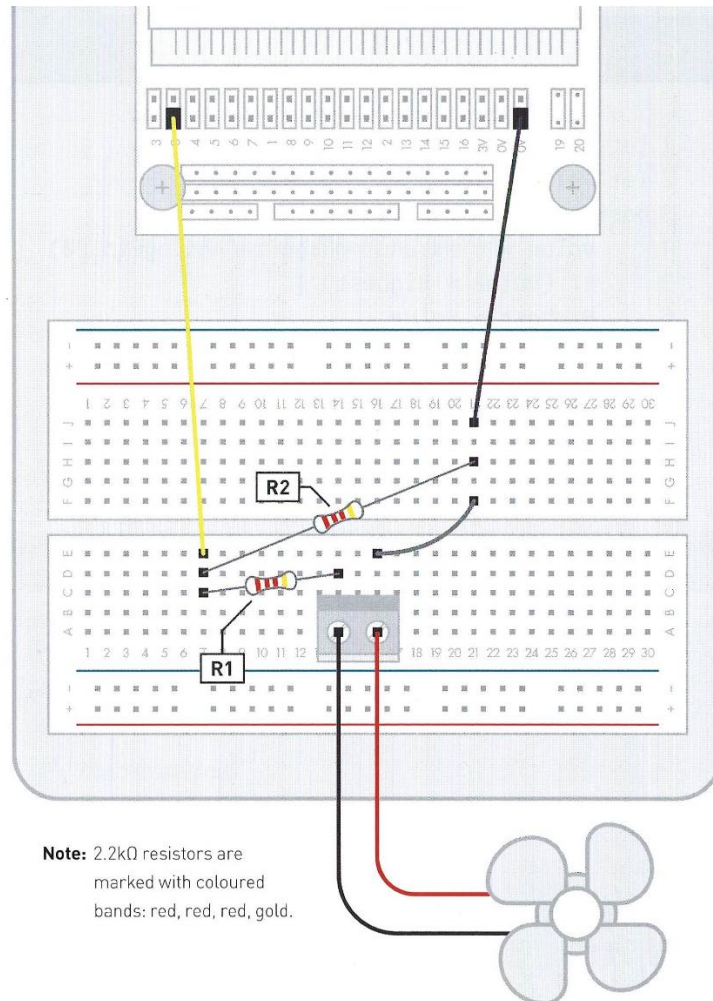 3 4 5 6 7 1 8 9 10 11 12 2 13 14 15 16 3V 0V 0V 19 20
+ +
- -
+ +
1 2 3 4 5 6 7 8 9 10 11 12 13 14 15 16 17 18 19 20 21 22 23 24 25 26 27 28 29 30
J J
I I
H H
G G
R2
F F
E E
D D
C C
B B
A A
1 2 3 4 5 6 7 8 9 10 11 12 18 19 20 21 22 23 24 25 26 27 28 29 30
R1
- -
+ +
Note: 2.2kΩ resistors are
marked with coloured
bands: red, red, red, gold.